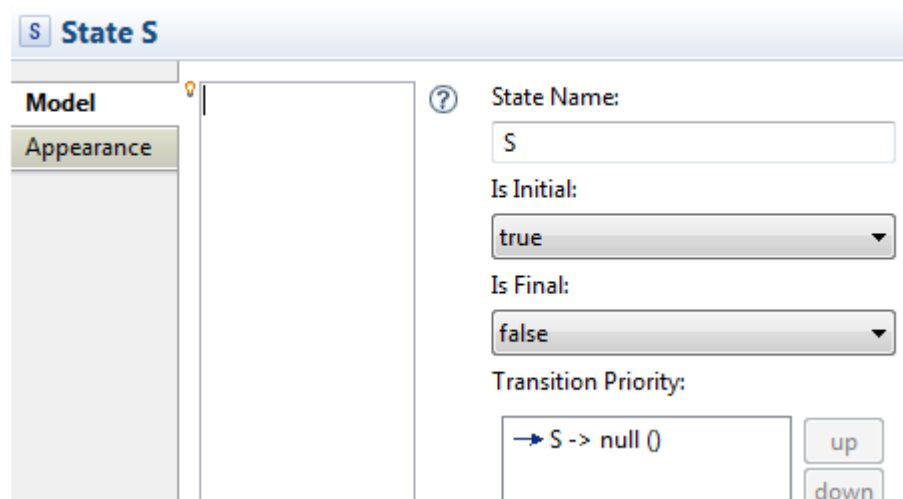 S State S
Model
Appearance
?
State Name:
S
Is Initial:
true
Is Final:
false
Transition Priority:
S -> null ()
up
down